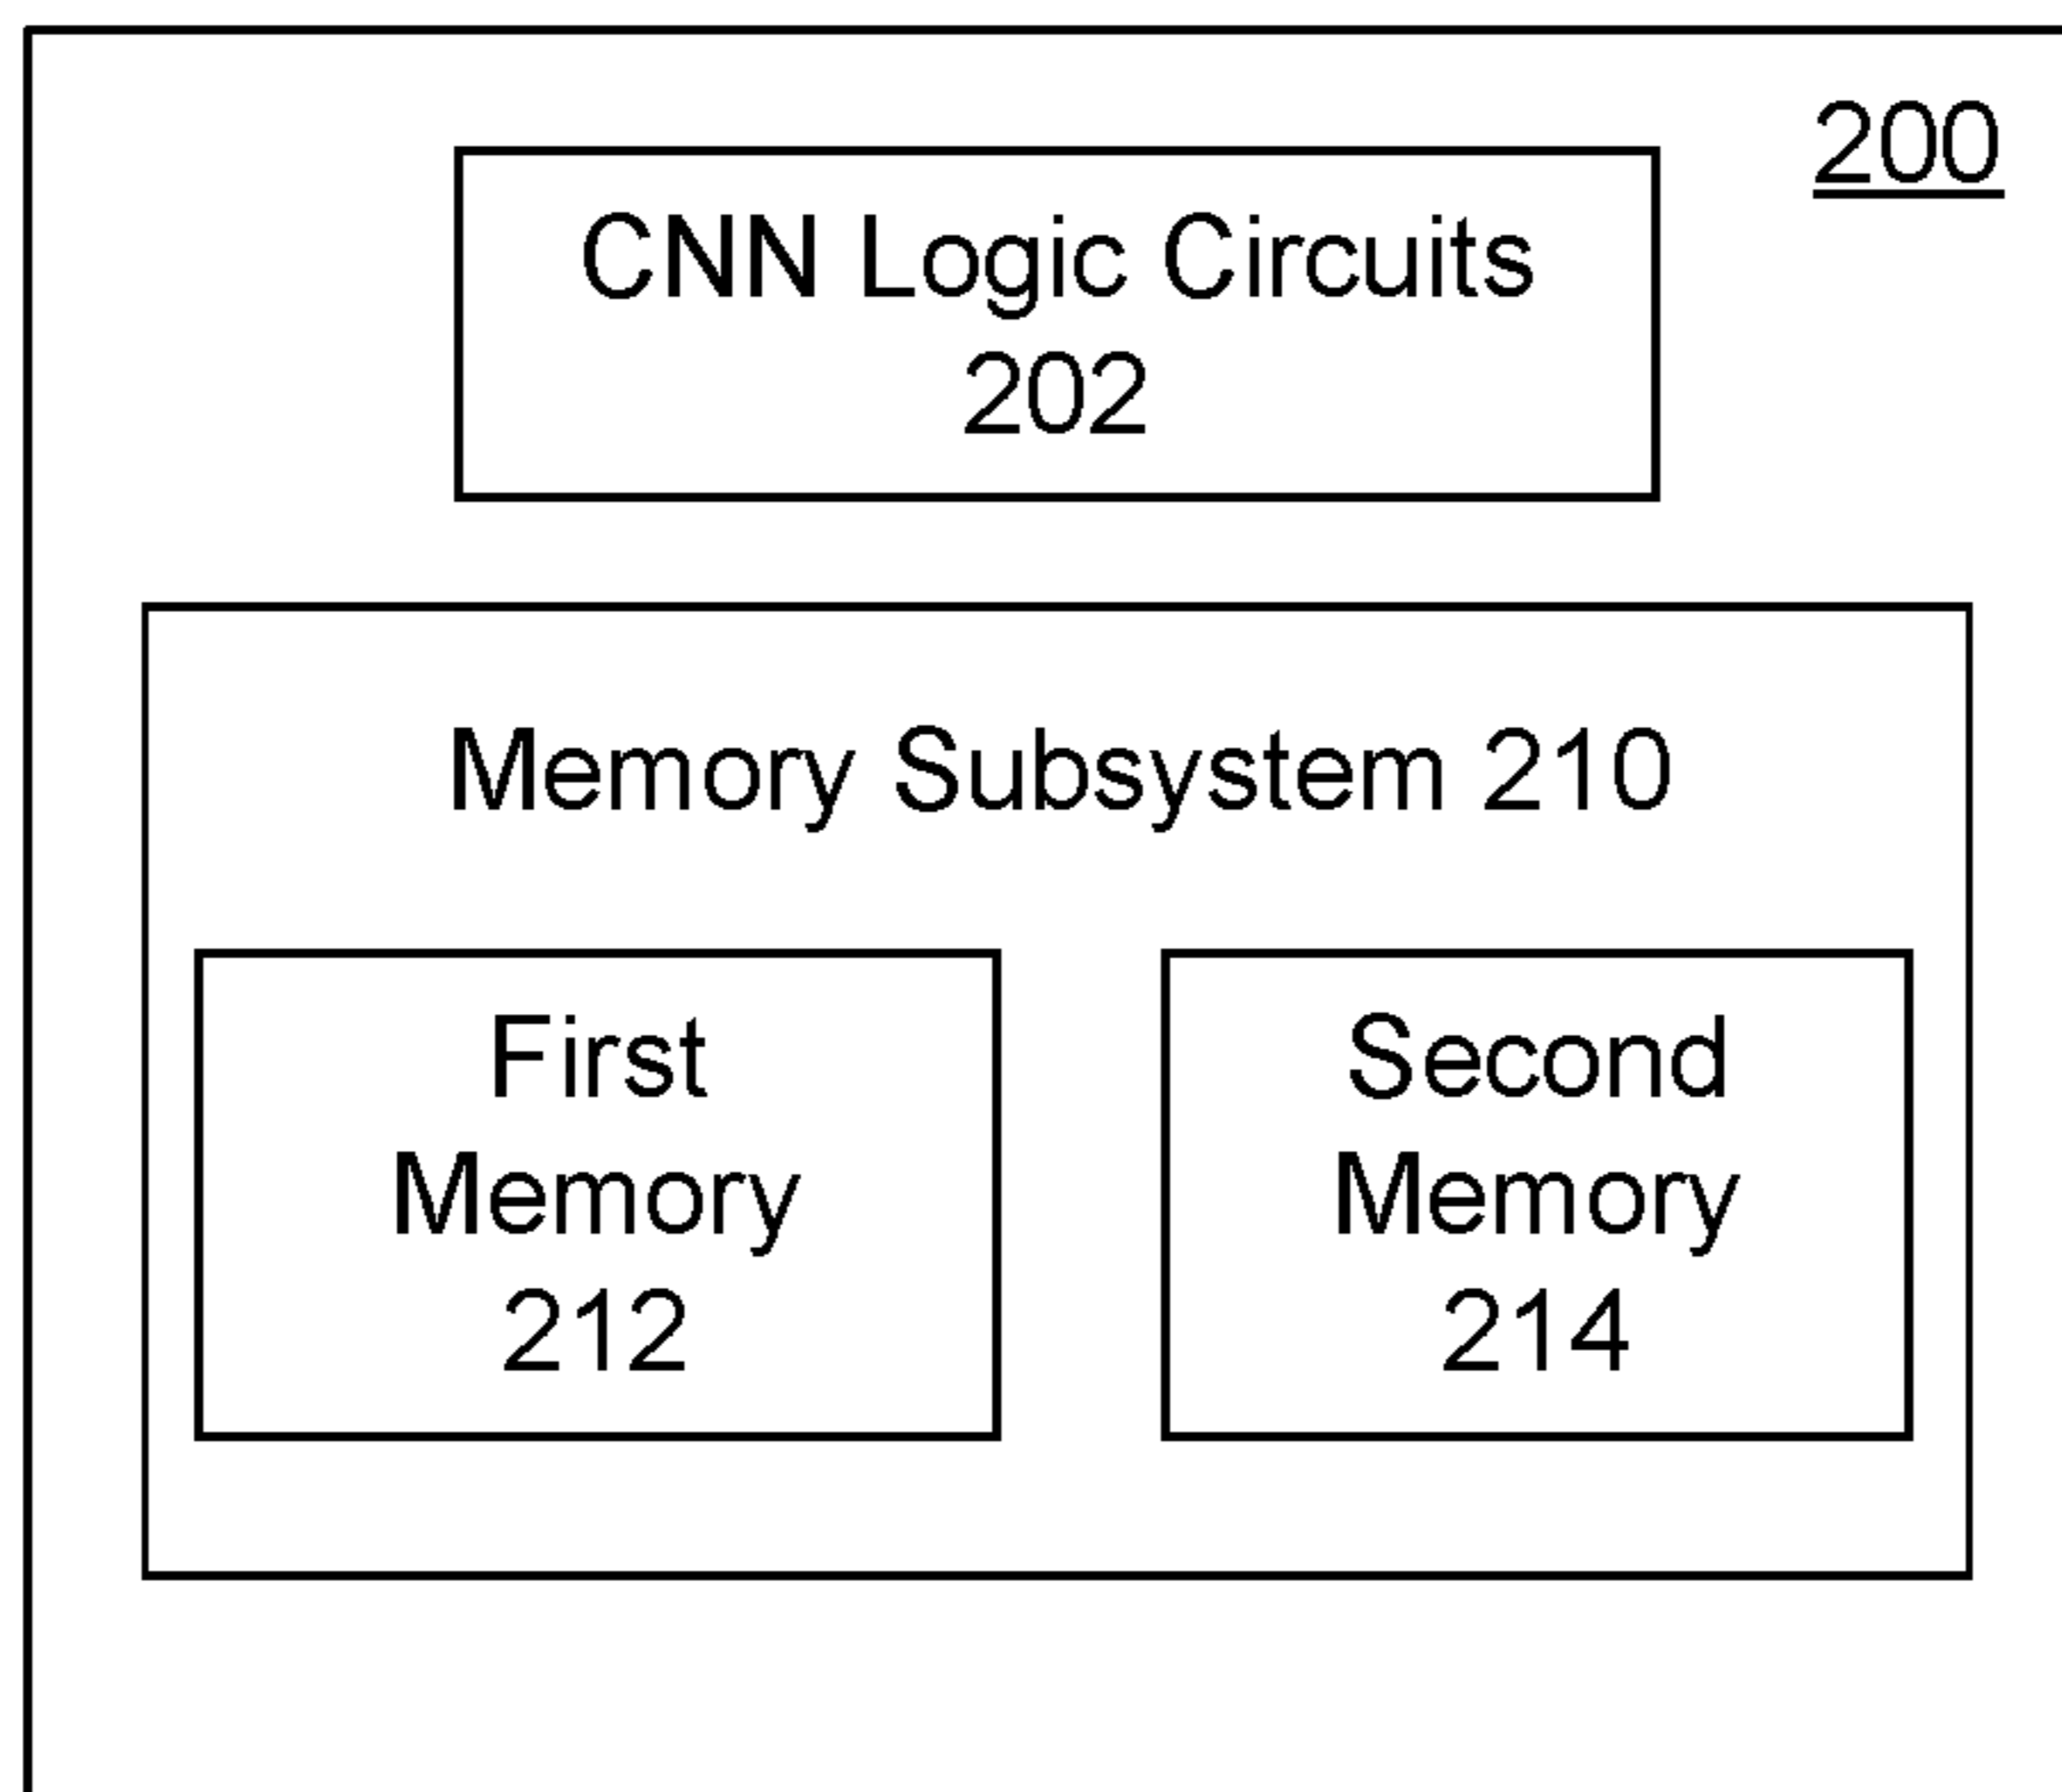 200
CNN Logic Circuits
202
Memory Subsystem 210
First
Memory
212
Second
Memory
214